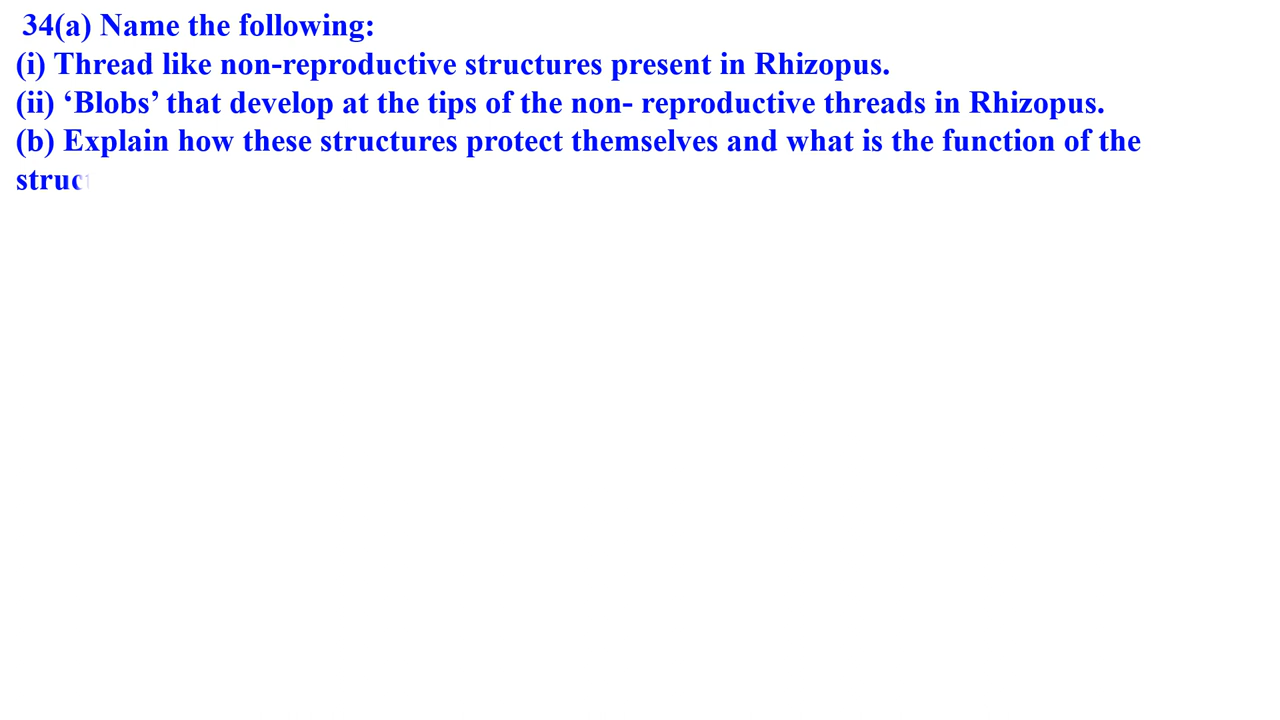 34(a) Name the following:
(i) Thread like non-reproductive structures present in Rhizopus.
(ii) ‘Blobs’ that develop at the tips of the non- reproductive threads in Rhizopus.
(b) Explain how these structures protect themselves and what is the function of the